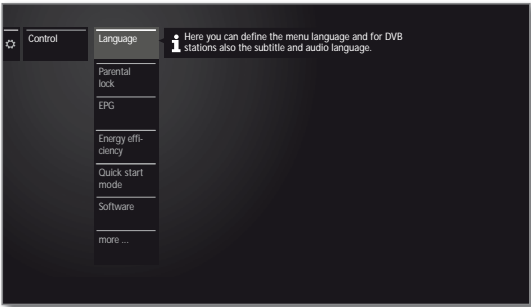 Control
Language
Here you can define the menu language and for DVB
stations also the subtitle and audio language.
Parental
lock
EPG
Energy effi-
ciency
Quick start
mode
Software
more ...